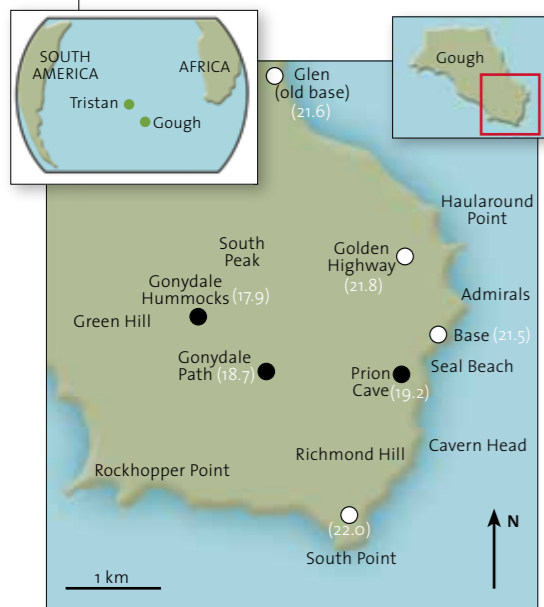 SOUTH
AMERICA
AFRICA
Tristan
Gough
Gough
Glen
(old base)
(21.6)
Haularound
Point
South
Peak
Golden
Highway
(21.8)
Gonydale
Hummocks (17.9)
Admirals
Green Hill
Base (21.5)
Gonydale
Path (18.7)
Prion
Cave (19.2)
Seal Beach
Richmond Hill
Cavern Head
Rockhopper Point
(22.0)
South Point
N
1 km